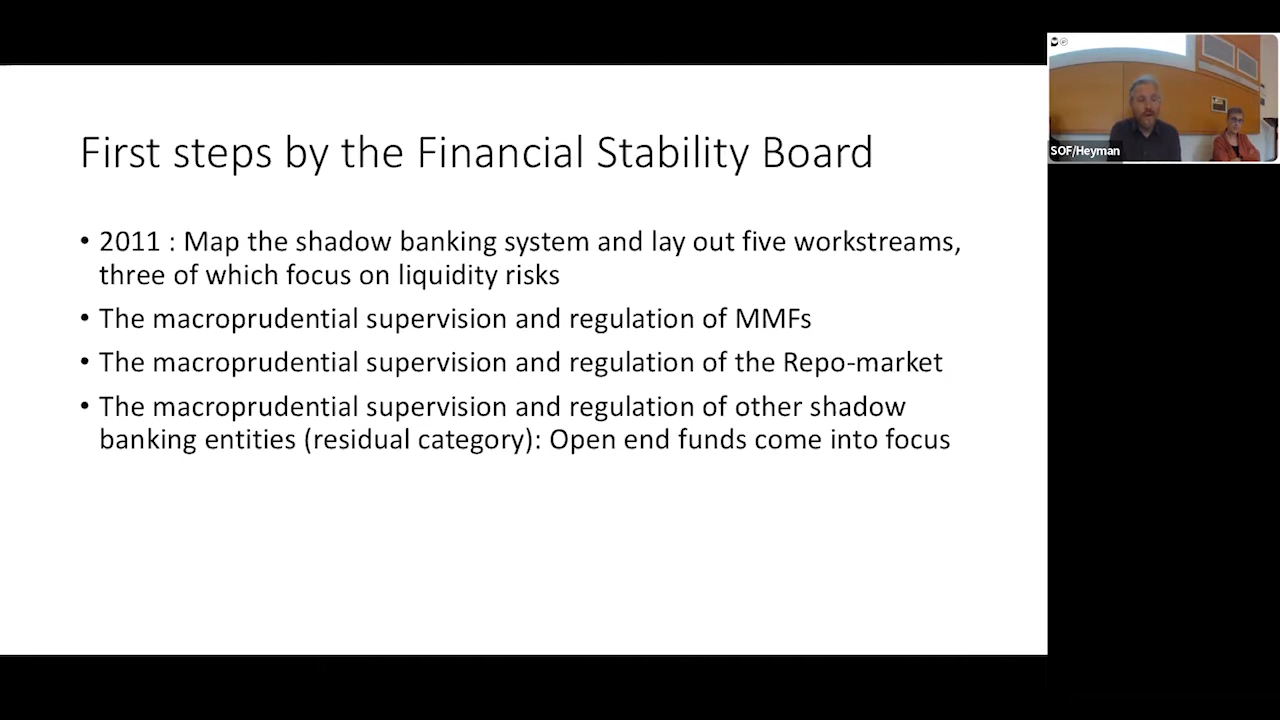 First steps by the Financial Stability Board
• 2011 : Map the shadow banking system and lay out five workstreams,
three of which focus on liquidity risks
• The macroprudential supervision and regulation of MMFs
• The macroprudential supervision and regulation of the Repo-market
• The macroprudential supervision and regulation of other shadow
banking entities (residual category): Open end funds come into focus
SOF/Heyman